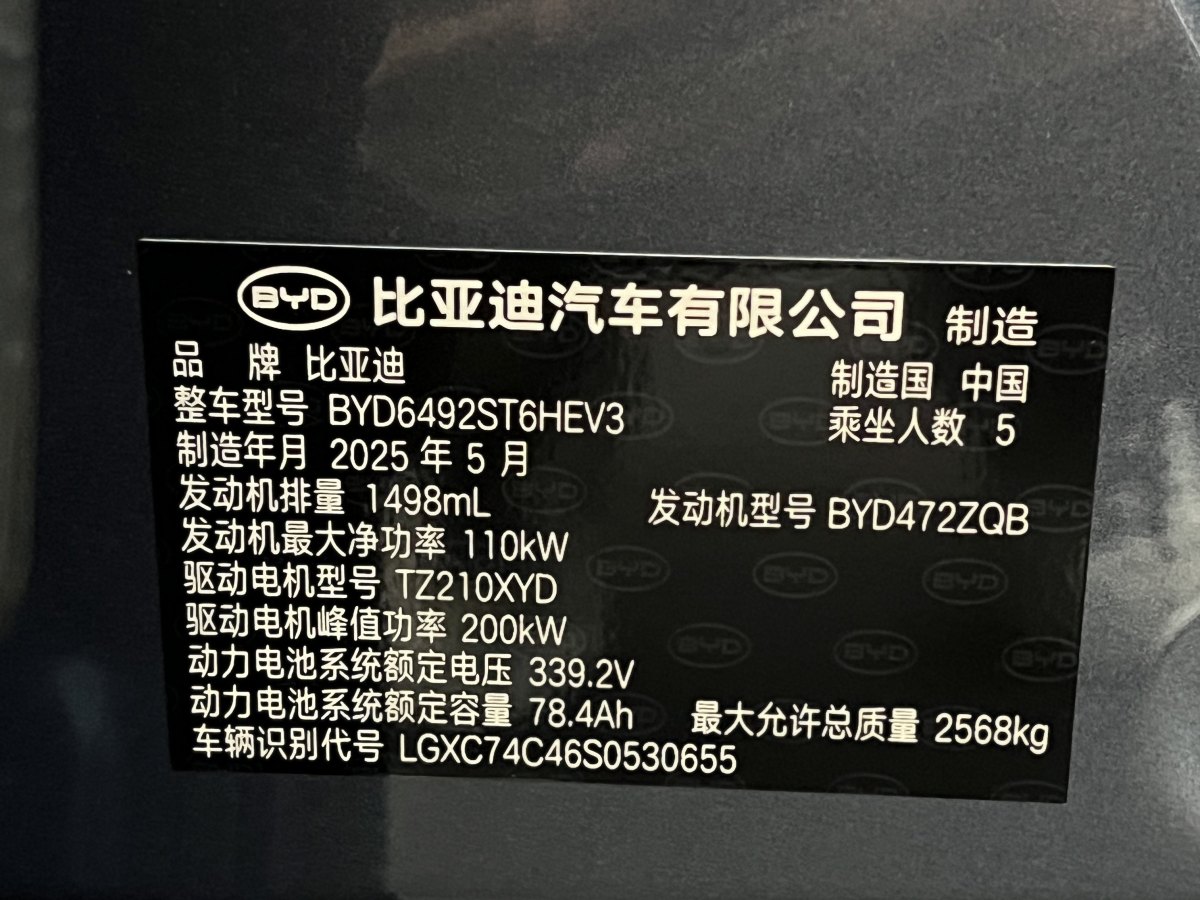 BYD 比亚迪汽车有限公司 制造
品 牌 比亚迪 制造国 中国
整车型号 BYD6492ST6HEV3 乘坐人数 5
制造年月 2025 年 5 月
发动机排量 1498mL 发动机型号 BYD472ZQB
发动机最大净功率 110kW
驱动电机型号 TZ210XYD
驱动电机峰值功率 200kW
动力电池系统额定电压 339.2V
动力电池系统额定容量 78.4Ah 最大允许总质量 2568kg
车辆识别代号 LGXC74C46S0530655